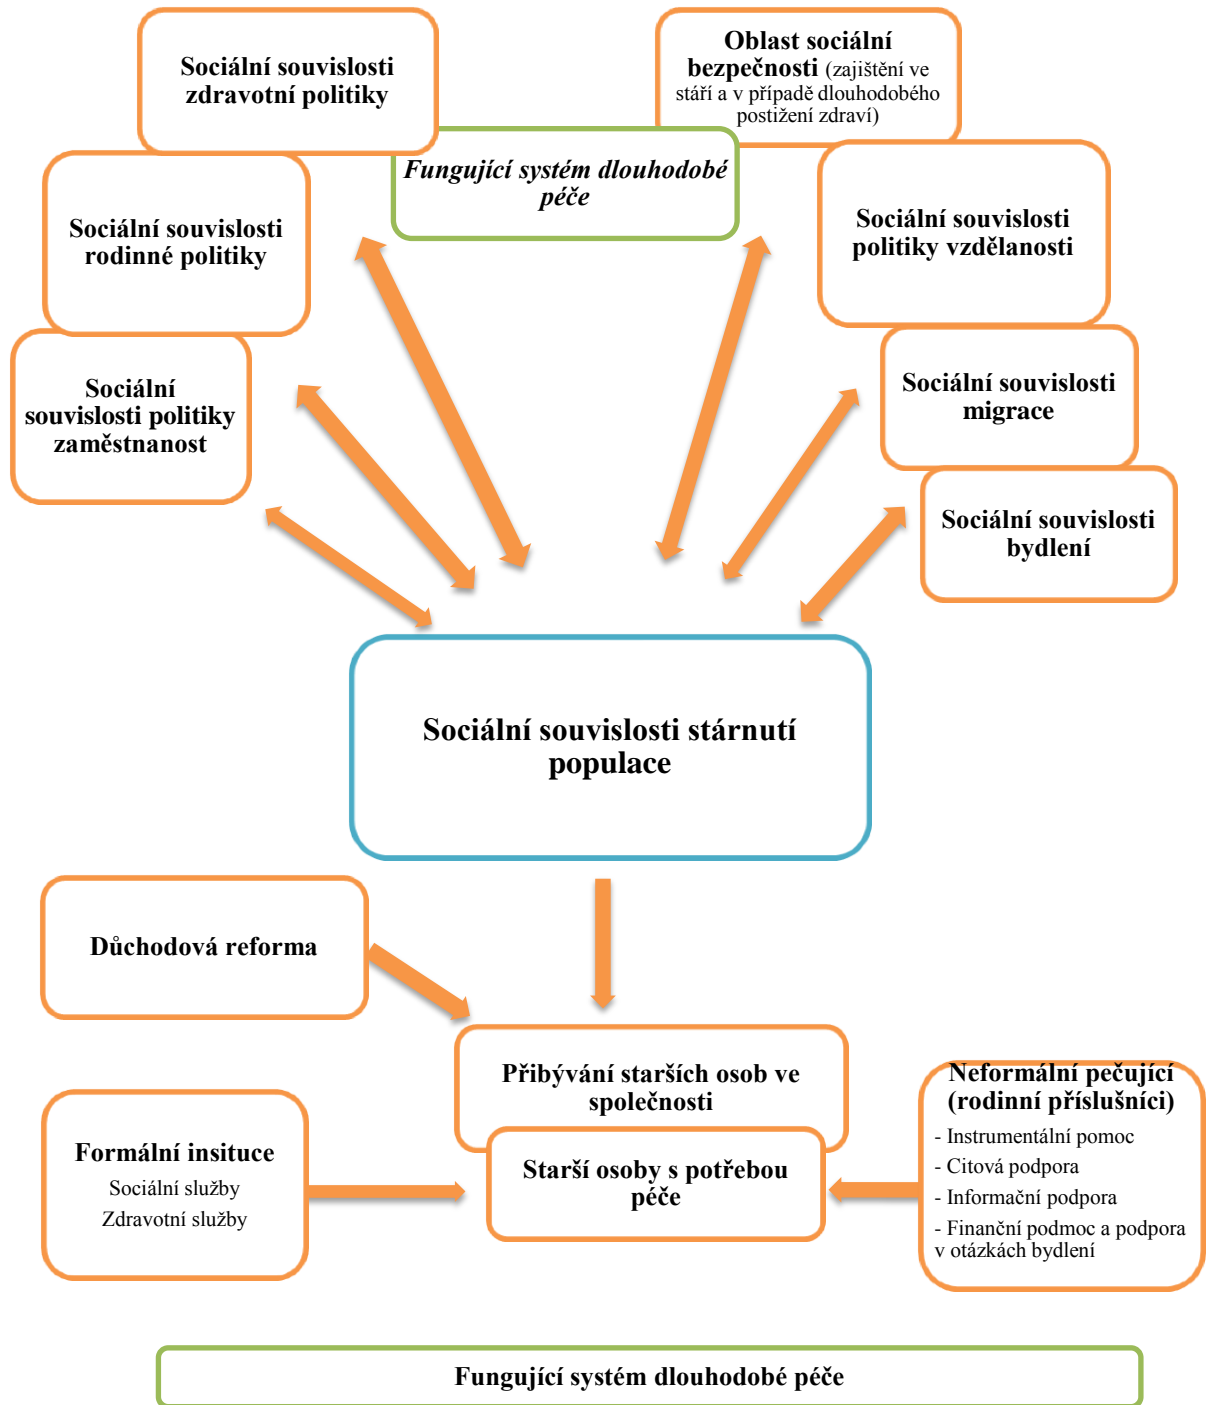 Sociální souvislosti
zdravotní politiky
Oblast sociální
bezpečnosti (zajištění ve
stáří a v případě dlouhodobého
postižení zdraví)
Fungující systém dlouhodobé
péče
Sociální souvislosti
rodinné politiky
Sociální souvislosti
politiky vzdělanosti
Sociální
souvislosti politiky
zaměstnanost
Sociální souvislosti
migrace
Sociální souvislosti
bydlení
Sociální souvislosti stárnutí
populace
Důchodová reforma
Přibývání starších osob ve
společnosti
Formální insituce
Sociální služby
Zdravotní služby
Starší osoby s potřebou
péče
Neformální pečující
(rodinní příslušníci)
- Instrumentální pomoc
- Citová podpora
- Informační podpora
- Finanční podmoc a podpora
v otázkách bydlení
Fungující systém dlouhodobé péče